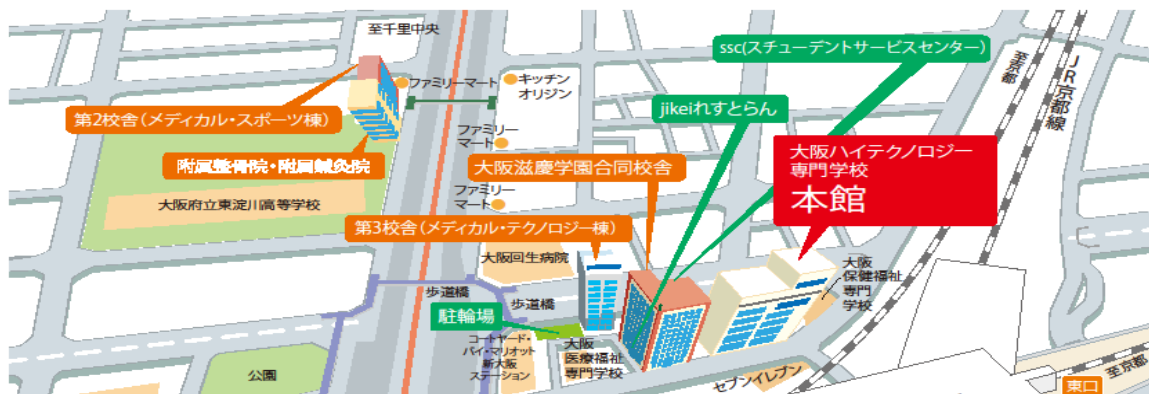 至千里中央
ssc(スチューデントサービスセンター)
至京都
JR京都線
ファミリーマート
キッチン
オリジン
第2校舎(メディカル・スポーツ棟)
jikeiれすとらん
ファミリー
マート
附属整骨院・附属鍼灸院
大阪滋慶学園合同校舎
大阪ハイテクノロジー
専門学校
本館
大阪府立東淀川高等学校
ファミリー
マート
第3校舎(メディカル・テクノロジー棟)
大阪回生病院
大阪
保健福祉
専門
学校
歩道橋
歩道橋
駐輪場
コートヤード・
バイ・マリオット
新大阪
ステーション
大阪
医療福祉
専門学校
公園
セブンイレブン
至京都
東口